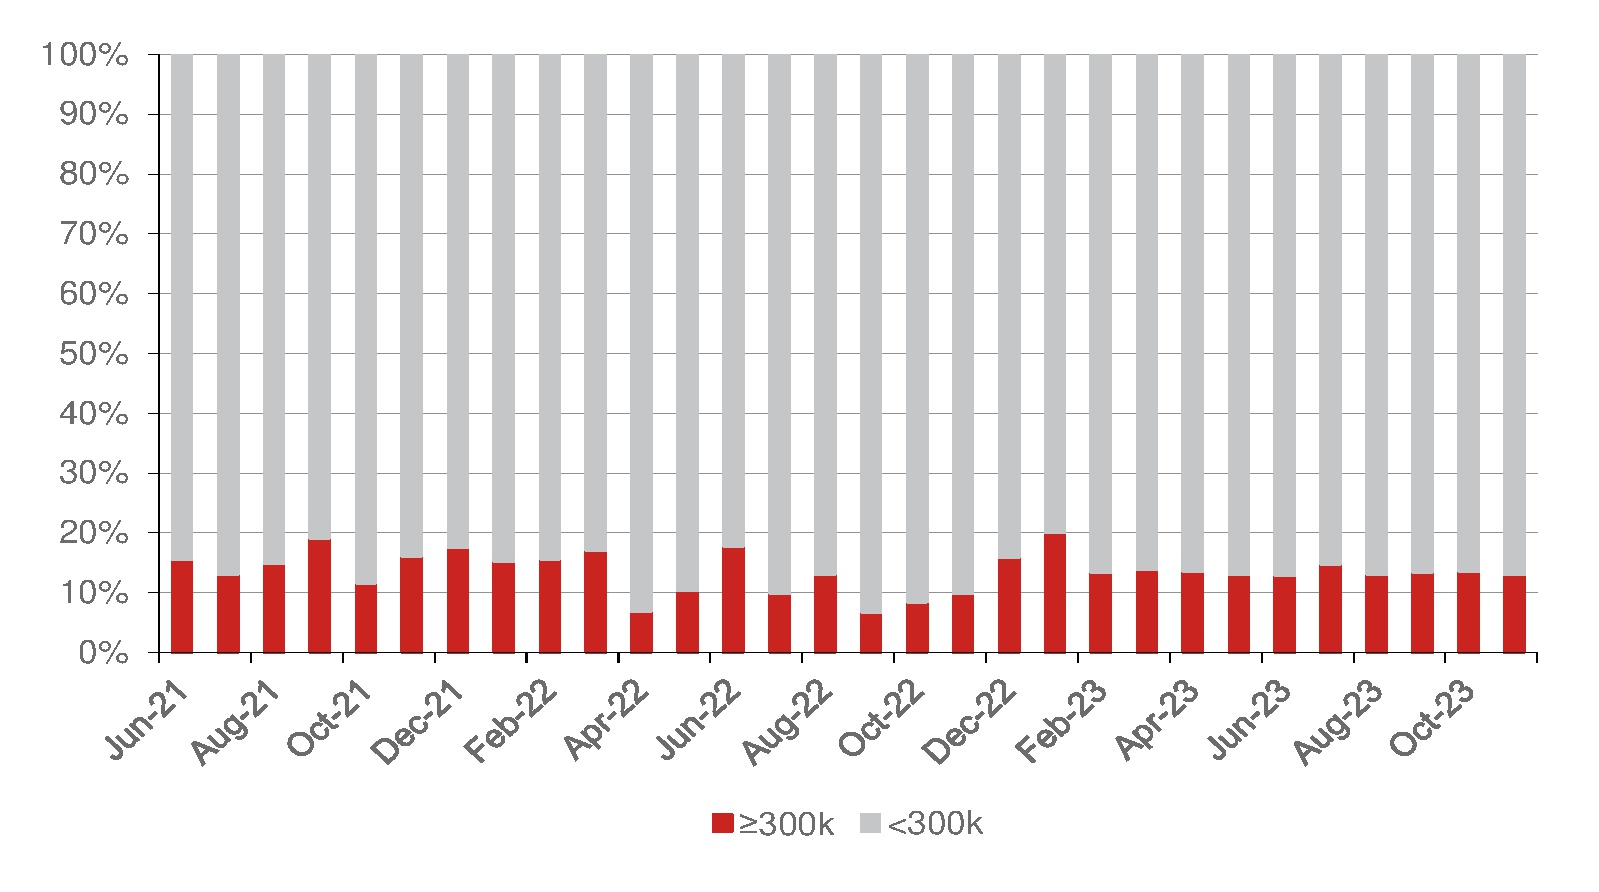 100%
90%
80%
70%
60%
50%
40%
30%
20%
10%
0%
Jun-21
Aug-21
Oct-21
Dec-21
Feb-22
Apr-22
Jun-22
Aug-22
Oct-22
Dec-22
Feb-23
Apr-23
Jun-23
Aug-23
Oct-23
≥300k <300k